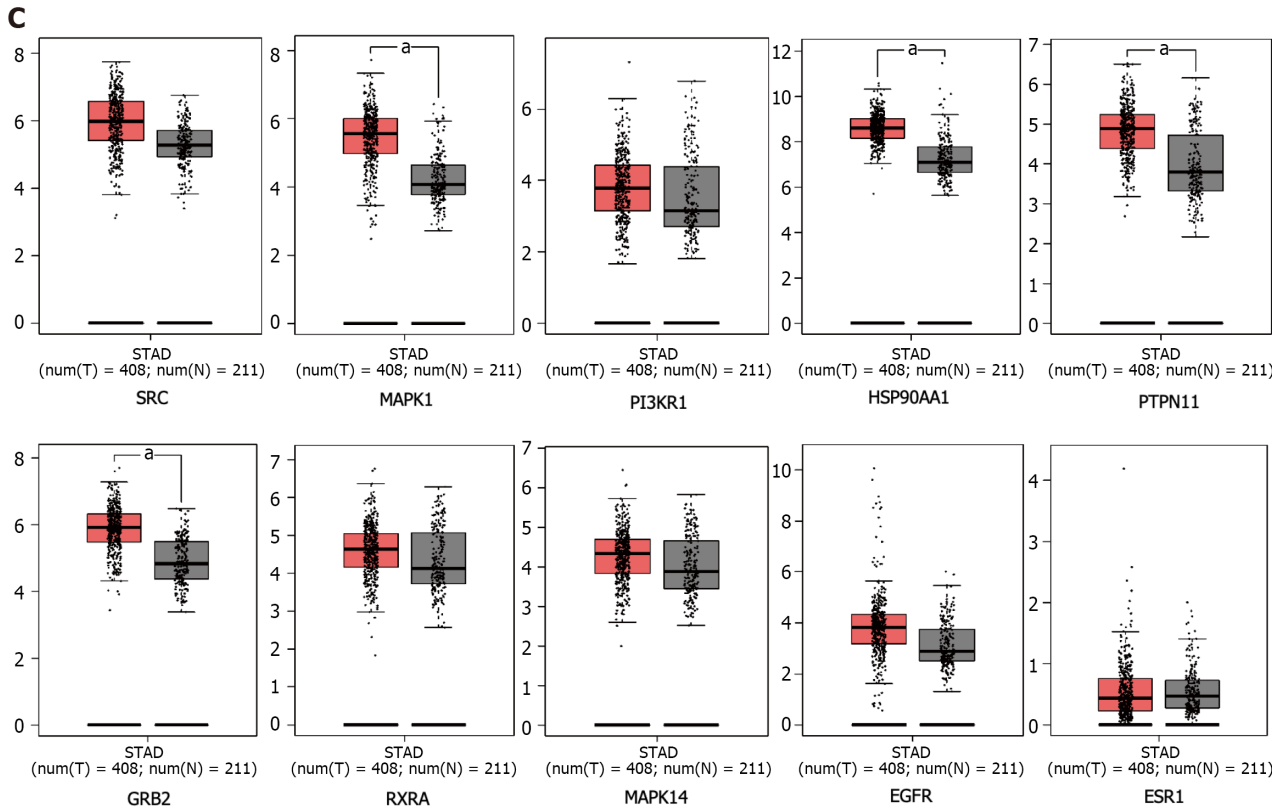 C
8
6
4
2
0
STAD
(num(T) = 408; num(N) = 211)
SRC
a
8
6
4
2
0
STAD
(num(T) = 408; num(N) = 211)
MAPK1
6
4
2
0
STAD
(num(T) = 408; num(N) = 211)
PI3KR1
a
12
10
8
6
4
2
0
STAD
(num(T) = 408; num(N) = 211)
HSP90AA1
a
7
6
5
4
3
2
1
0
STAD
(num(T) = 408; num(N) = 211)
PTPN11
a
8
6
4
2
0
STAD
(num(T) = 408; num(N) = 211)
GRB2
7
6
5
4
3
2
1
0
STAD
(num(T) = 408; num(N) = 211)
RXRA
7
6
5
4
3
2
1
0
STAD
(num(T) = 408; num(N) = 211)
MAPK14
10
8
6
4
2
0
STAD
(num(T) = 408; num(N) = 211)
EGFR
4
3
2
1
0
STAD
(num(T) = 408; num(N) = 211)
ESR1